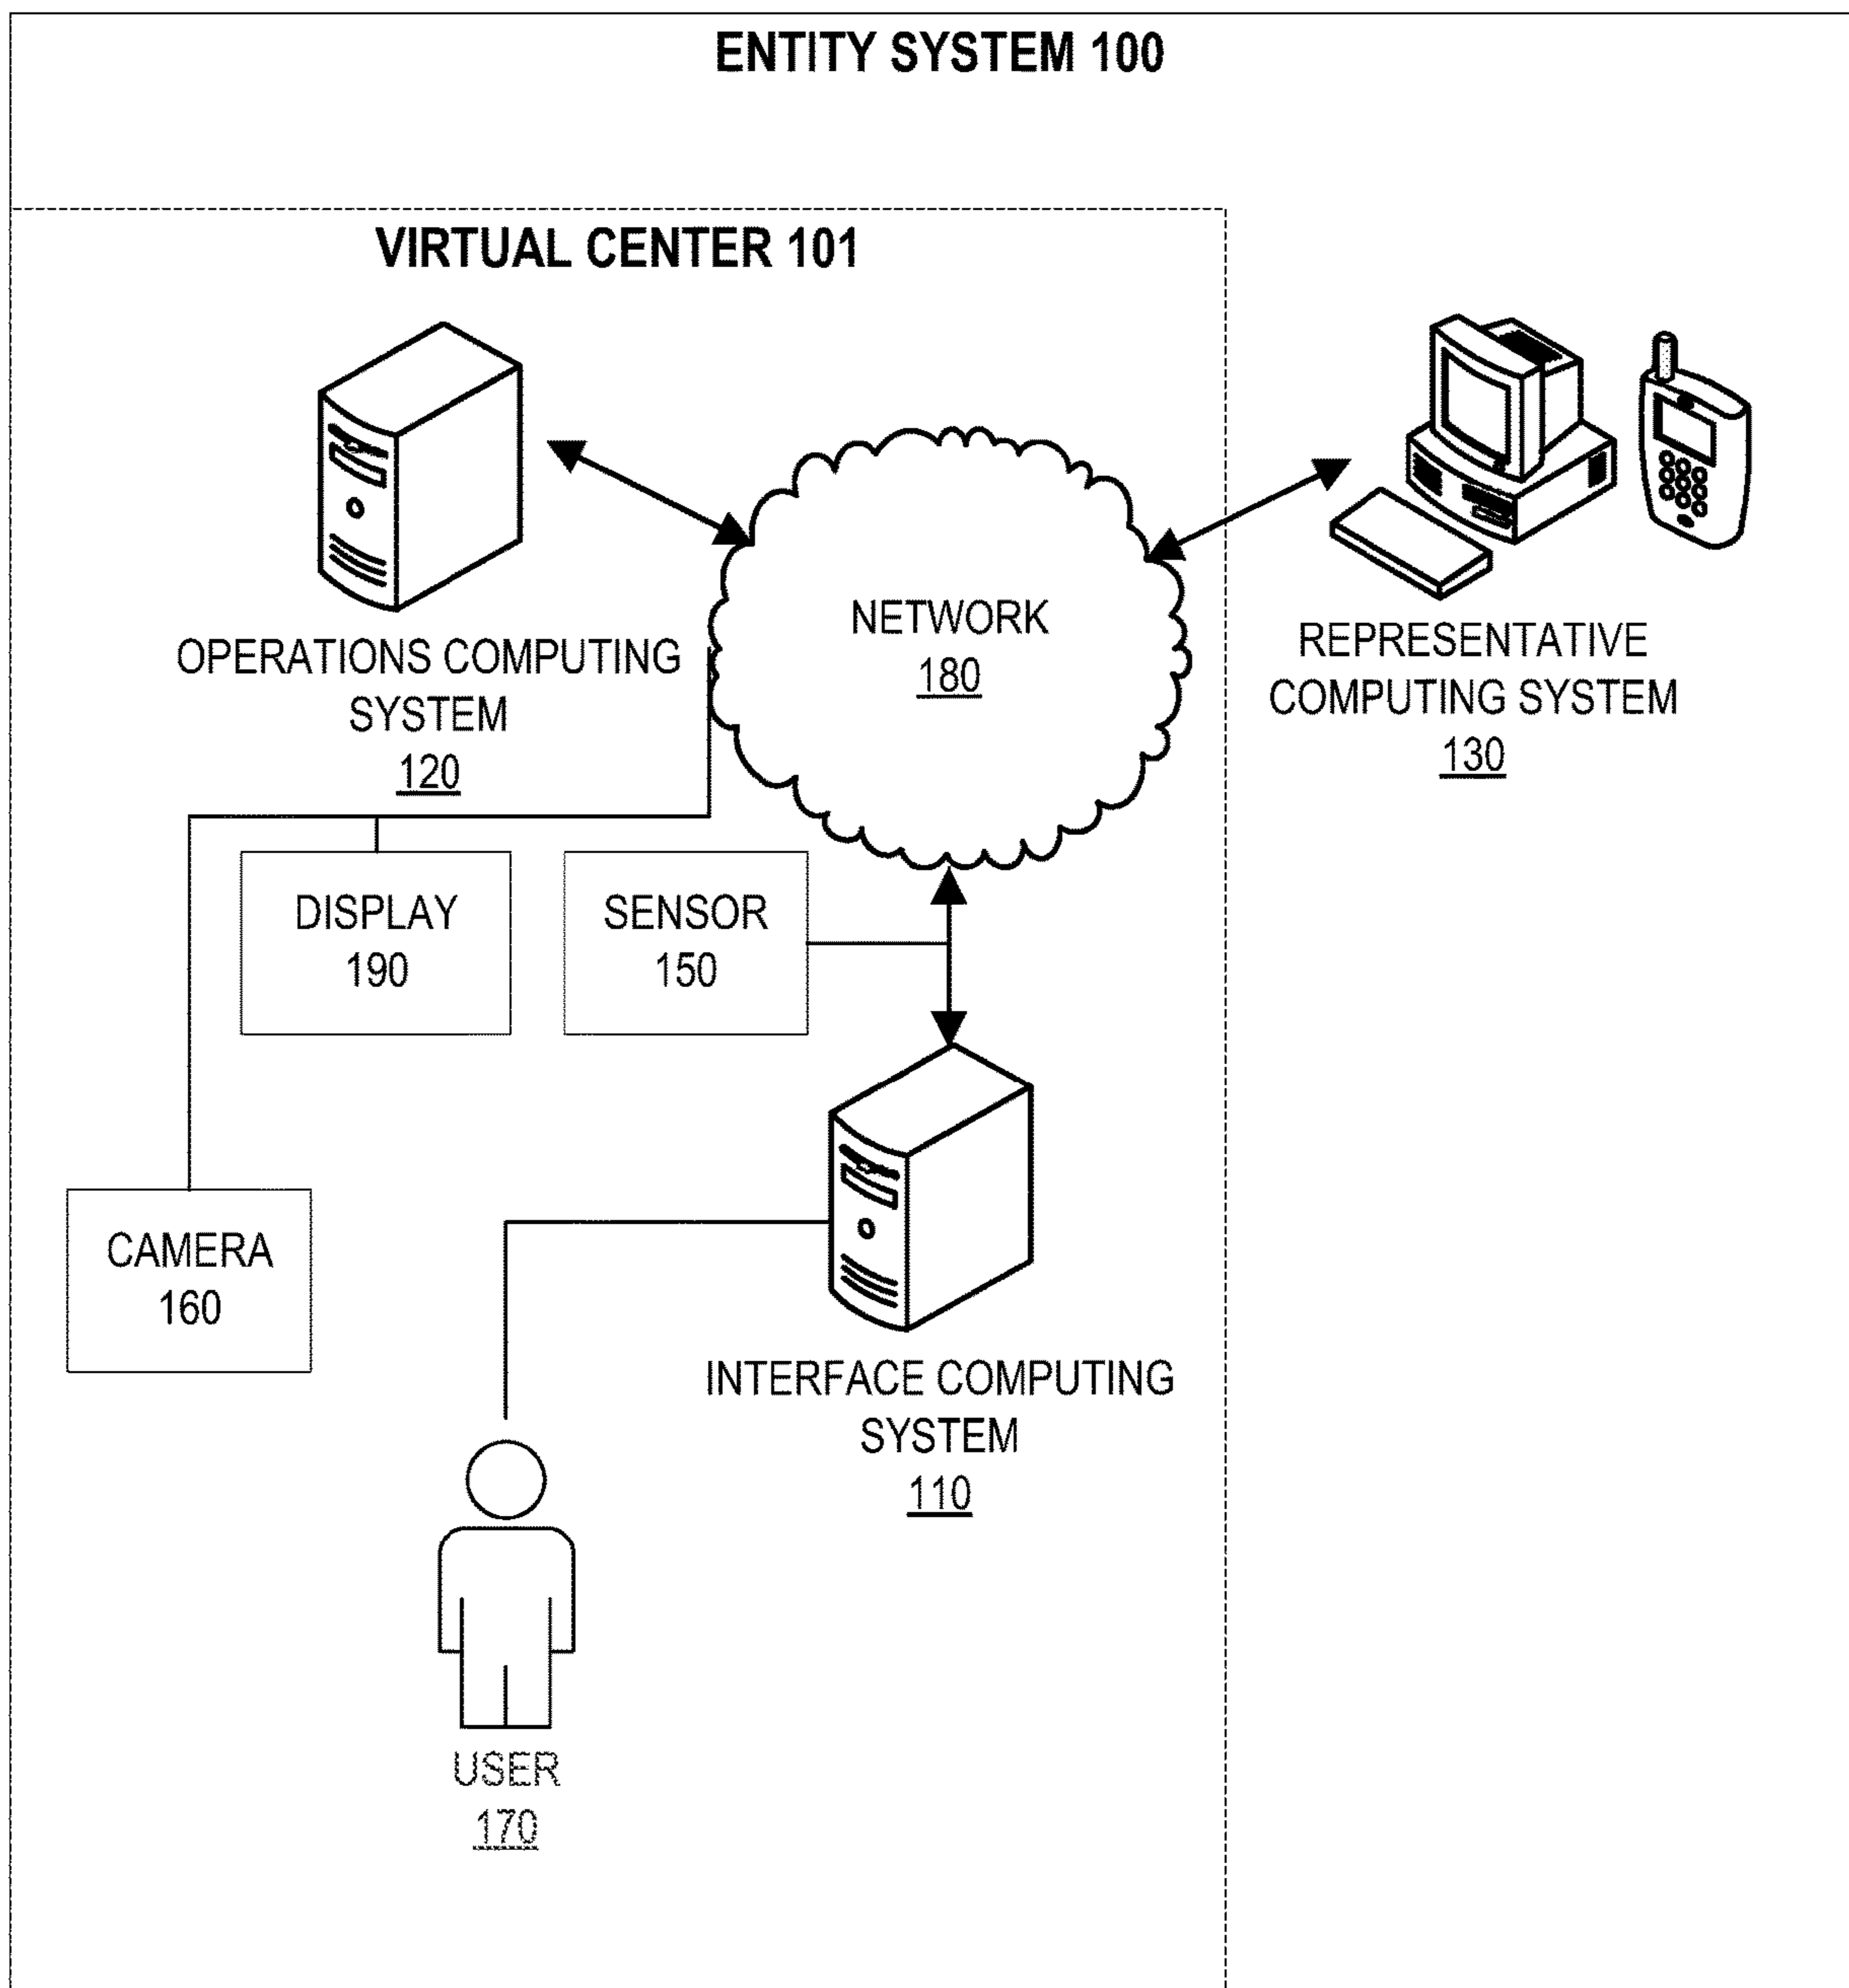 ENTITY SYSTEM 100
VIRTUAL CENTER 101
OPERATIONS COMPUTING
SYSTEM
120
NETWORK
180
REPRESENTATIVE
COMPUTING SYSTEM
130
DISPLAY
190
SENSOR
150
CAMERA
160
INTERFACE COMPUTING
SYSTEM
110
USER
170